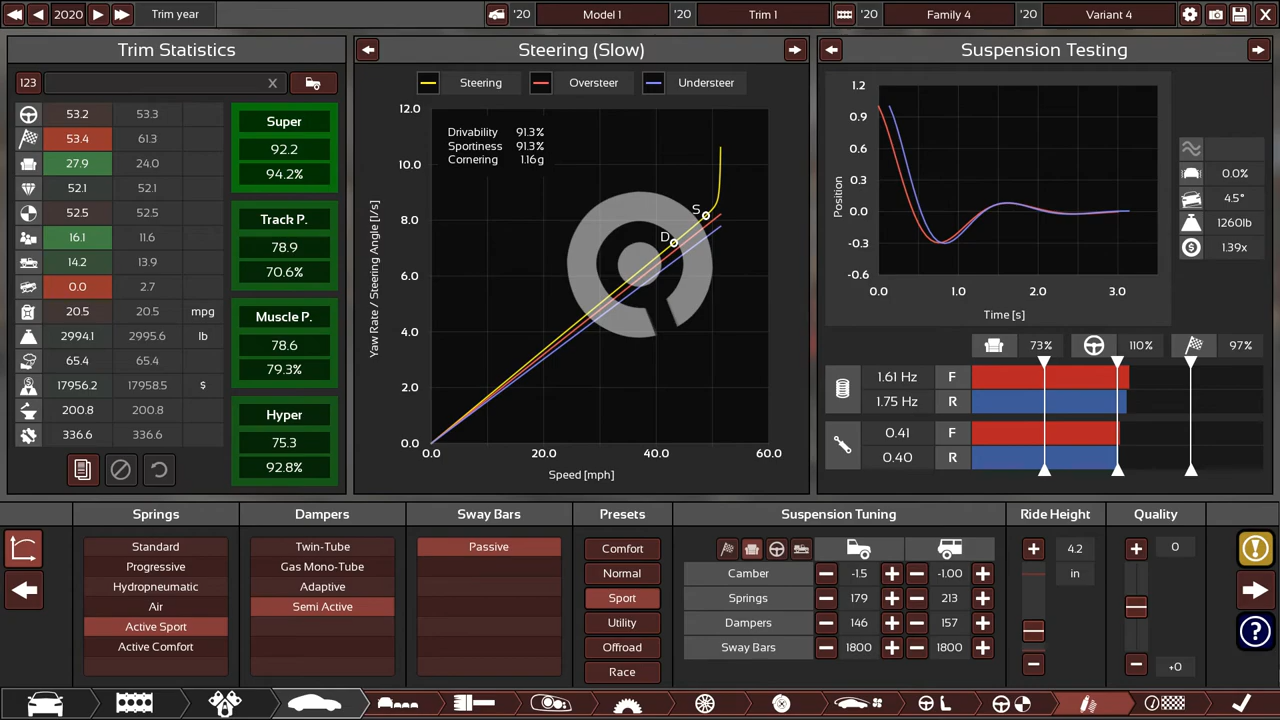 2020 Trim year '20 Model 1 '20 Trim 1 '20 Family 4 '20 Variant 4
Trim Statistics
123 x
53.2 53.3
53.4 61.3
27.9 24.0
52.1 52.1
52.5 52.5
16.1 11.6
14.2 13.9
0.0 2.7
20.5 20.5 mpg
2994.1 2995.6 lb
65.4 65.4
17956.2 17958.5 $
200.8 200.8
336.6 336.6
Super
92.2
94.2%
Track P.
78.9
70.6%
Muscle P.
78.6
79.3%
Hyper
75.3
92.8%
Steering (Slow)
Steering Oversteer Understeer
Drivability 91.3%
Sportiness 91.3%
Cornering 1.16g
Yaw Rate / Steering Angle [1/s]
12.0
10.0
8.0
6.0
4.0
2.0
0.0
S
D
0.0 20.0 40.0 60.0
Speed [mph]
Suspension Testing
Position
1.2
0.9
0.6
0.3
0.0
-0.3
-0.6
0.0 1.0 2.0 3.0
Time [s]
0.0%
4.5°
1260lb
1.39x
73% 110% 97%
1.61 Hz F
1.75 Hz R
0.41 F
0.40 R
Springs
Standard
Progressive
Hydropneumatic
Air
Active Sport
Active Comfort
Dampers
Twin-Tube
Gas Mono-Tube
Adaptive
Semi Active
Sway Bars
Passive
Presets
Comfort
Normal
Sport
Utility
Offroad
Race
Suspension Tuning
Camber - -1.5 + - -1.00 +
Springs - 179 + - 213 +
Dampers - 146 + - 157 +
Sway Bars - 1800 + - 1800 +
Ride Height
+ 4.2
in
-
Quality
+ 0
- +0
!
?